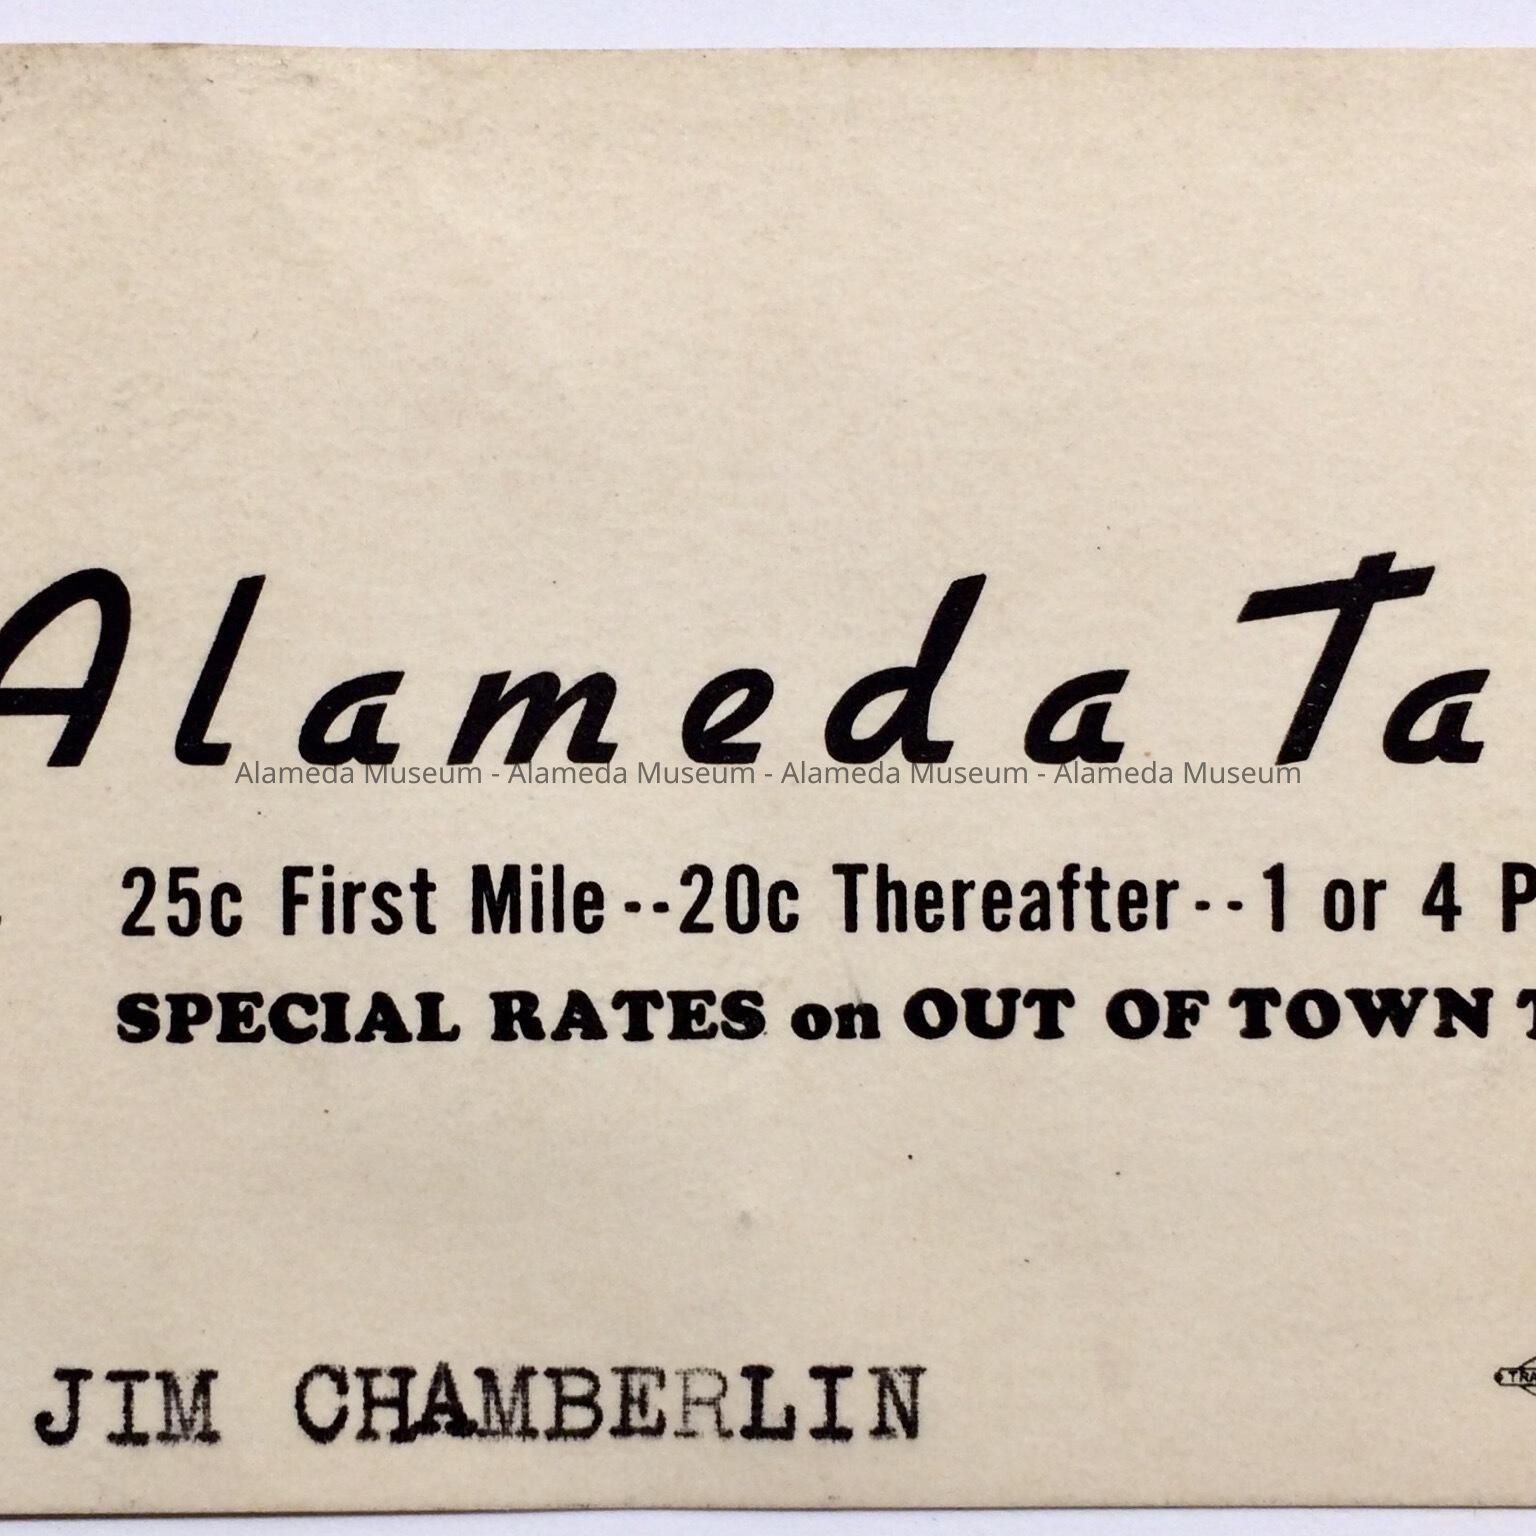 Alameda Ta
Alameda Museum - Alameda Museum - Alameda Museum - Alameda Museum
25c First Mile--20c Thereafter--1 or 4 P
SPECIAL RATES on OUT OF TOWN T
JIM CHAMBERLIN
TRA